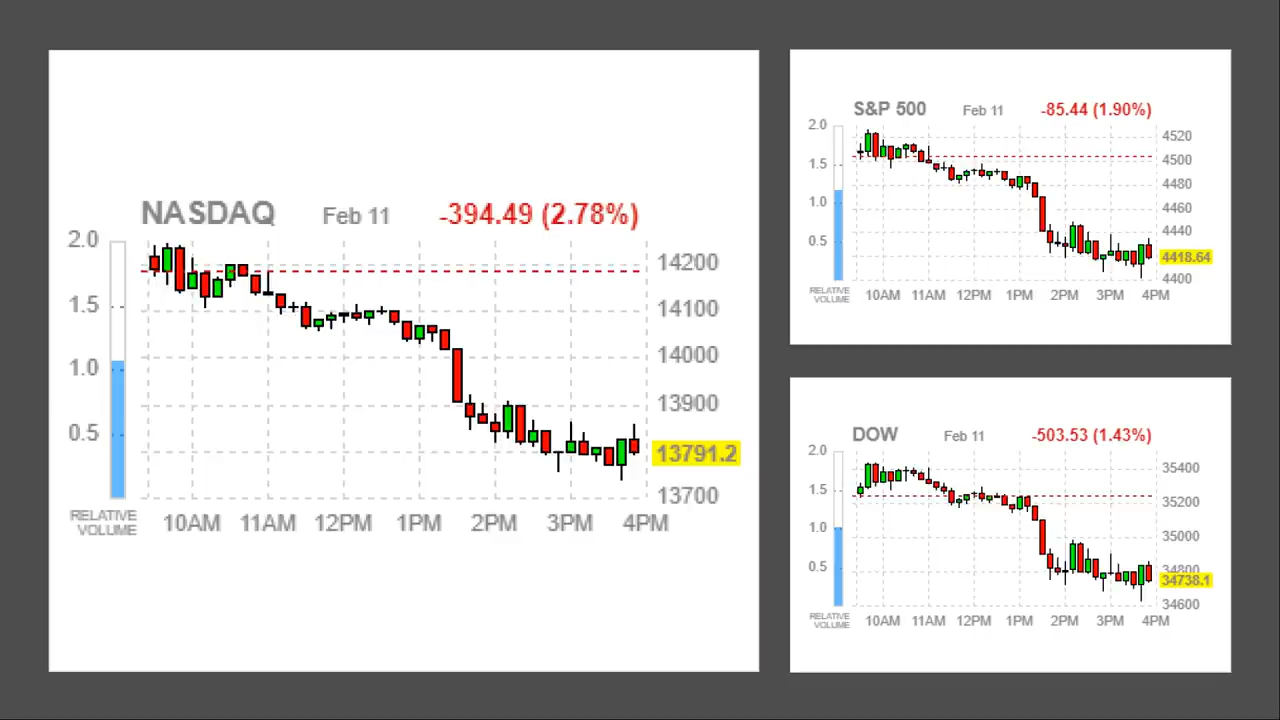 NASDAQ Feb 11 -394.49 (2.78%)
2.0
1.5
1.0
0.5
14200
14100
14000
13900
13791.2
13700
RELATIVE
VOLUME
10AM 11AM 12PM 1PM 2PM 3PM 4PM
S&P 500 Feb 11 -85.44 (1.90%)
2.0
1.5
1.0
0.5
4520
4500
4480
4460
4440
4418.64
4400
RELATIVE
VOLUME
10AM 11AM 12PM 1PM 2PM 3PM 4PM
DOW Feb 11 -503.53 (1.43%)
2.0
1.5
1.0
0.5
35400
35200
35000
34800
34738.1
34600
RELATIVE
VOLUME
10AM 11AM 12PM 1PM 2PM 3PM 4PM